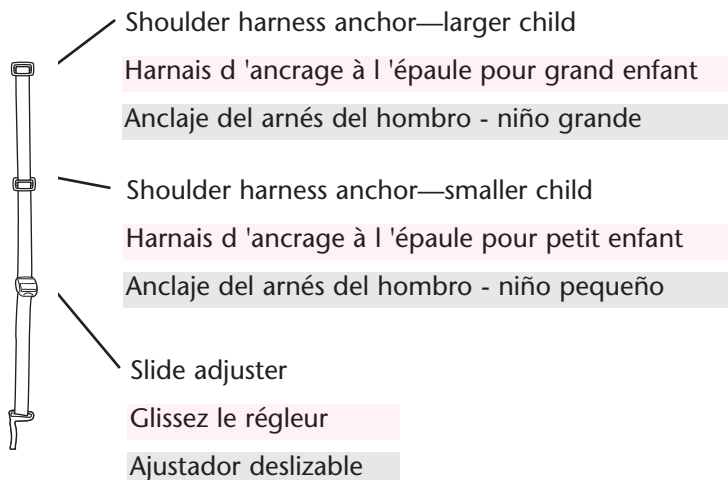 Shoulder harness anchor—larger child
Harnais d 'ancrage à l 'épaule pour grand enfant
Anclaje del arnés del hombro - niño grande
Shoulder harness anchor—smaller child
Harnais d 'ancrage à l 'épaule pour petit enfant
Anclaje del arnés del hombro - niño pequeño
Slide adjuster
Glissez le régleur
Ajustador deslizable